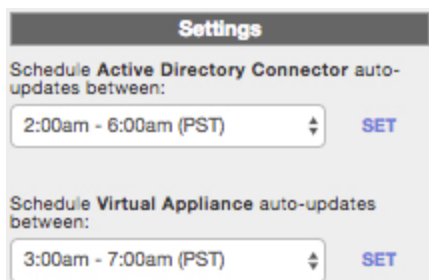 Settings
Schedule Active Directory Connector auto-
updates between:
2:00am - 6:00am (PST)
SET
Schedule Virtual Appliance auto-updates
between:
3:00am - 7:00am (PST)
SET